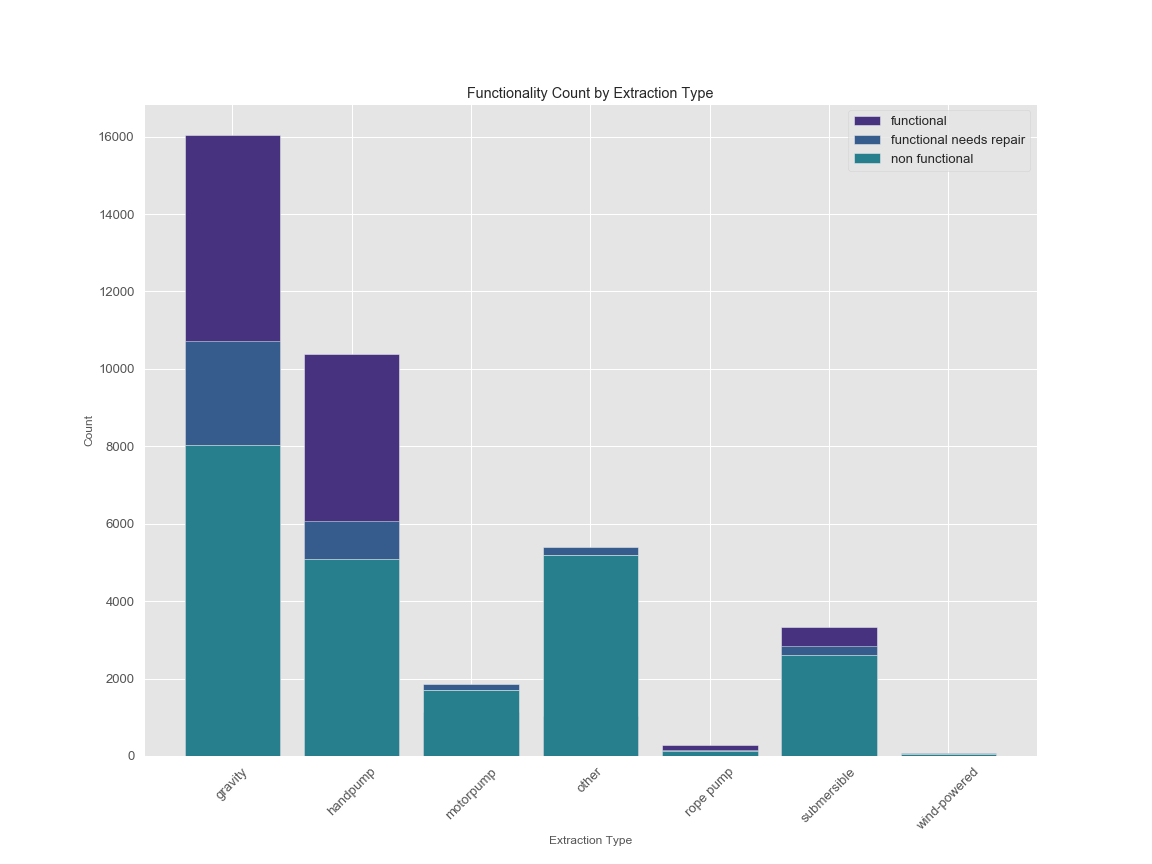 Functionality Count by Extraction Type
functional
functional needs repair
non functional
16000
14000
12000
10000
8000
6000
4000
2000
0
Count
gravity
handpump
motorpump
other
rope pump
submersible
wind-powered
Extraction Type